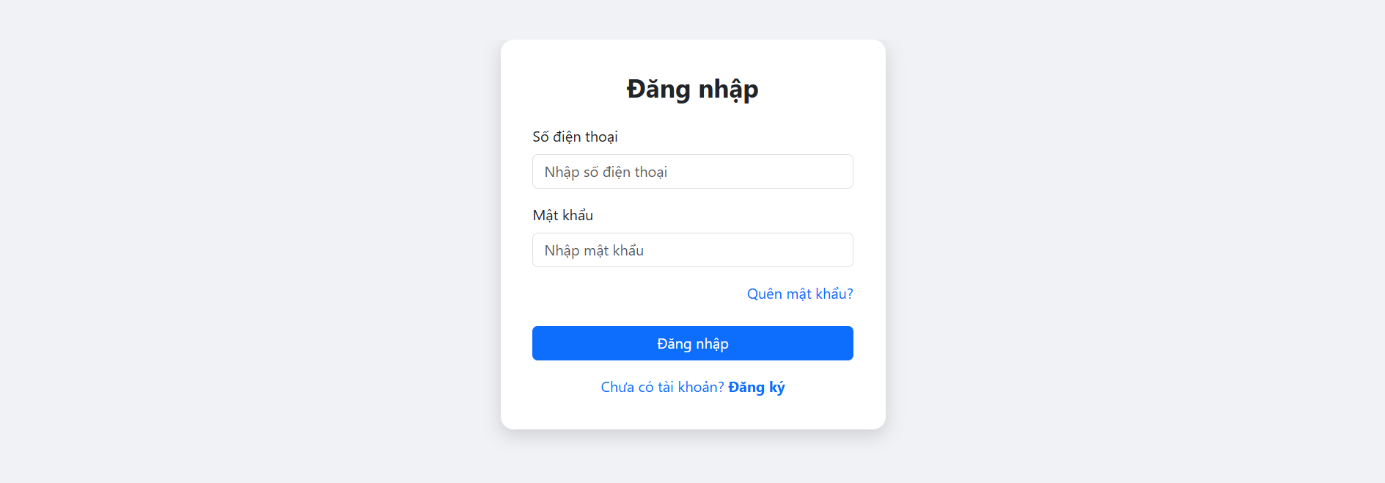 Đăng nhập
Số điện thoại
Nhập số điện thoại
Mật khẩu
Nhập mật khẩu
Quên mật khẩu?
Đăng nhập
Chưa có tài khoản? Đăng ký